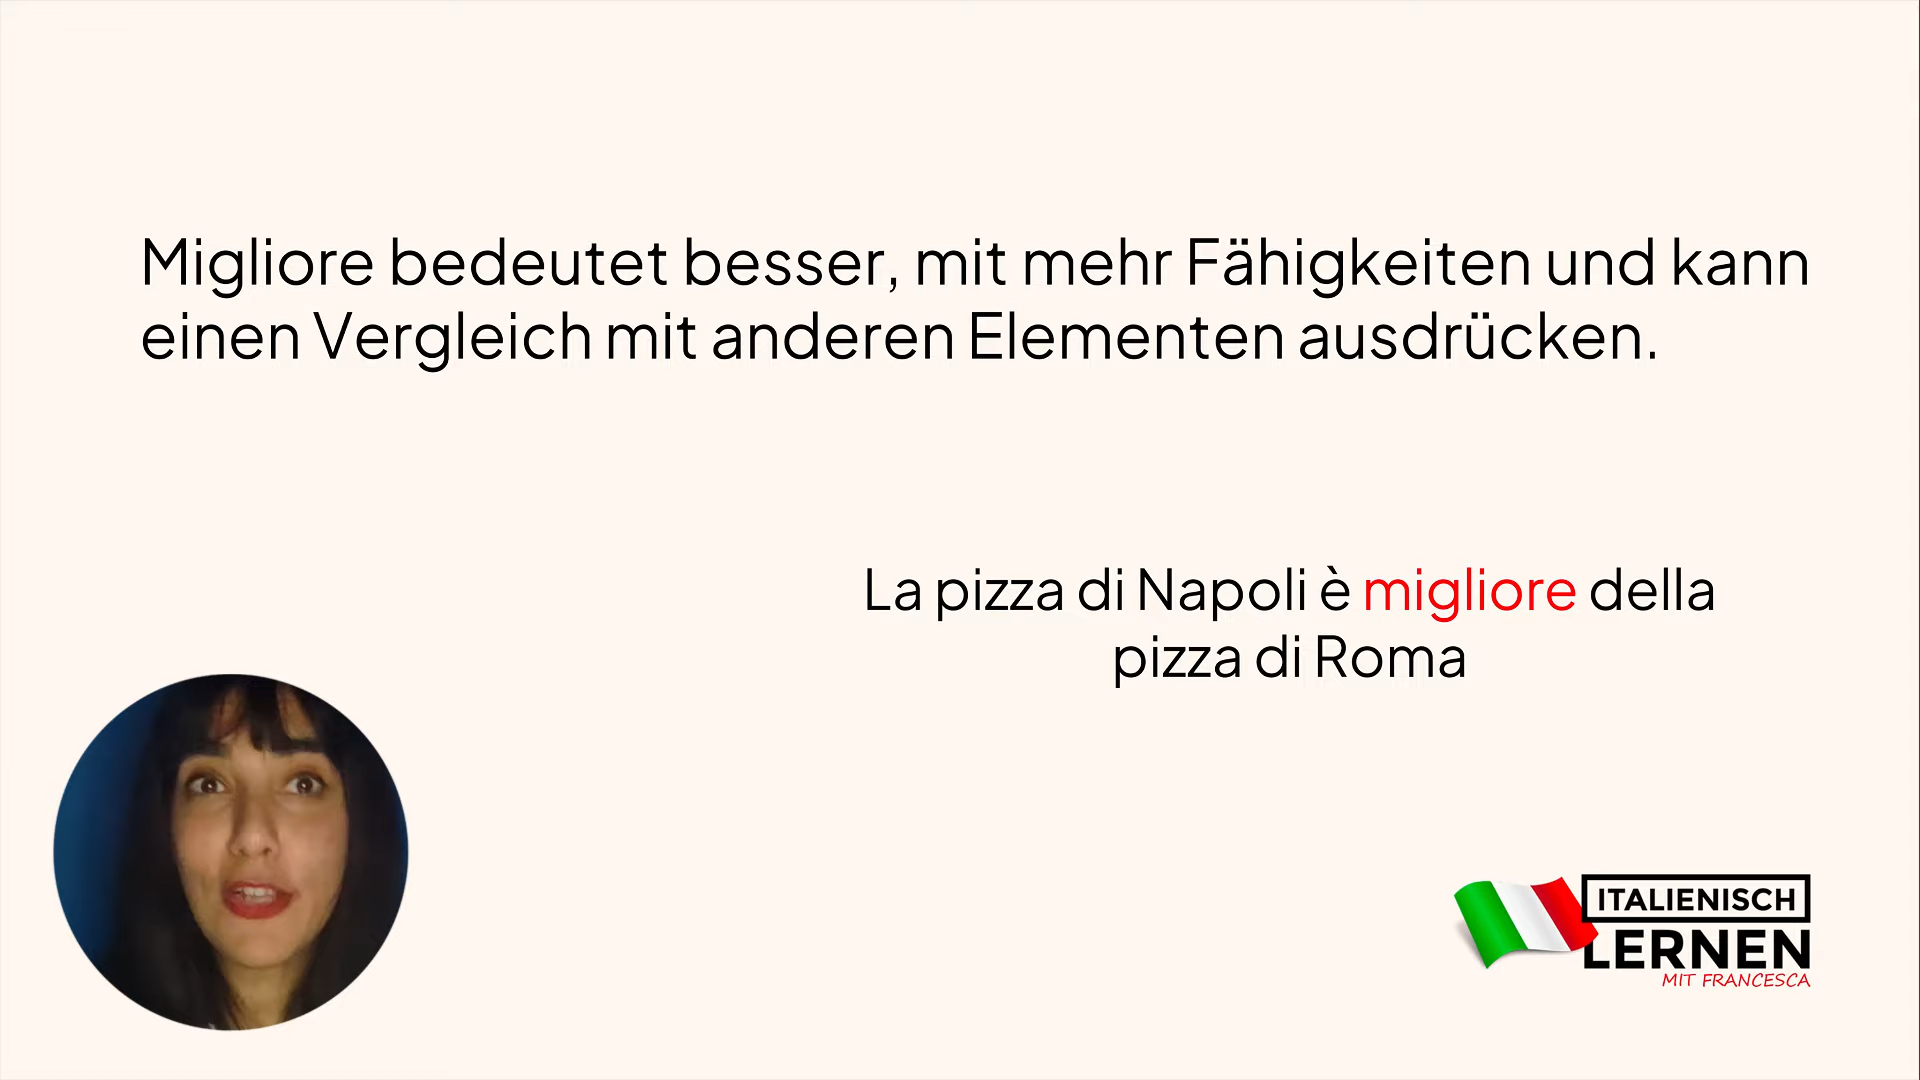 Migliore bedeutet besser, mit mehr Fähigkeiten und kann
einen Vergleich mit anderen Elementen ausdrücken.
La pizza di Napoli è migliore della
pizza di Roma
ITALIENISCH
LERNEN
MIT FRANCESCA